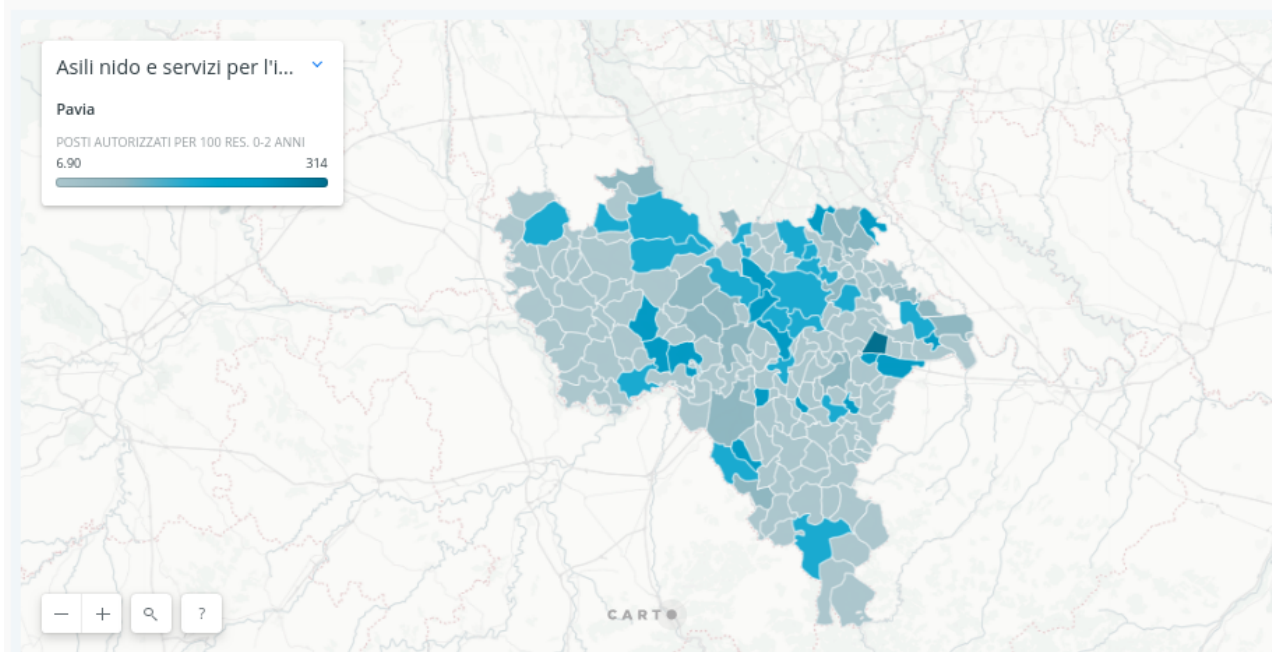 Asili nido e servizi per l'i...
Pavia
POSTI AUTORIZZATI PER 100 RES. 0-2 ANNI
6.90 314
− + ?
CARTO